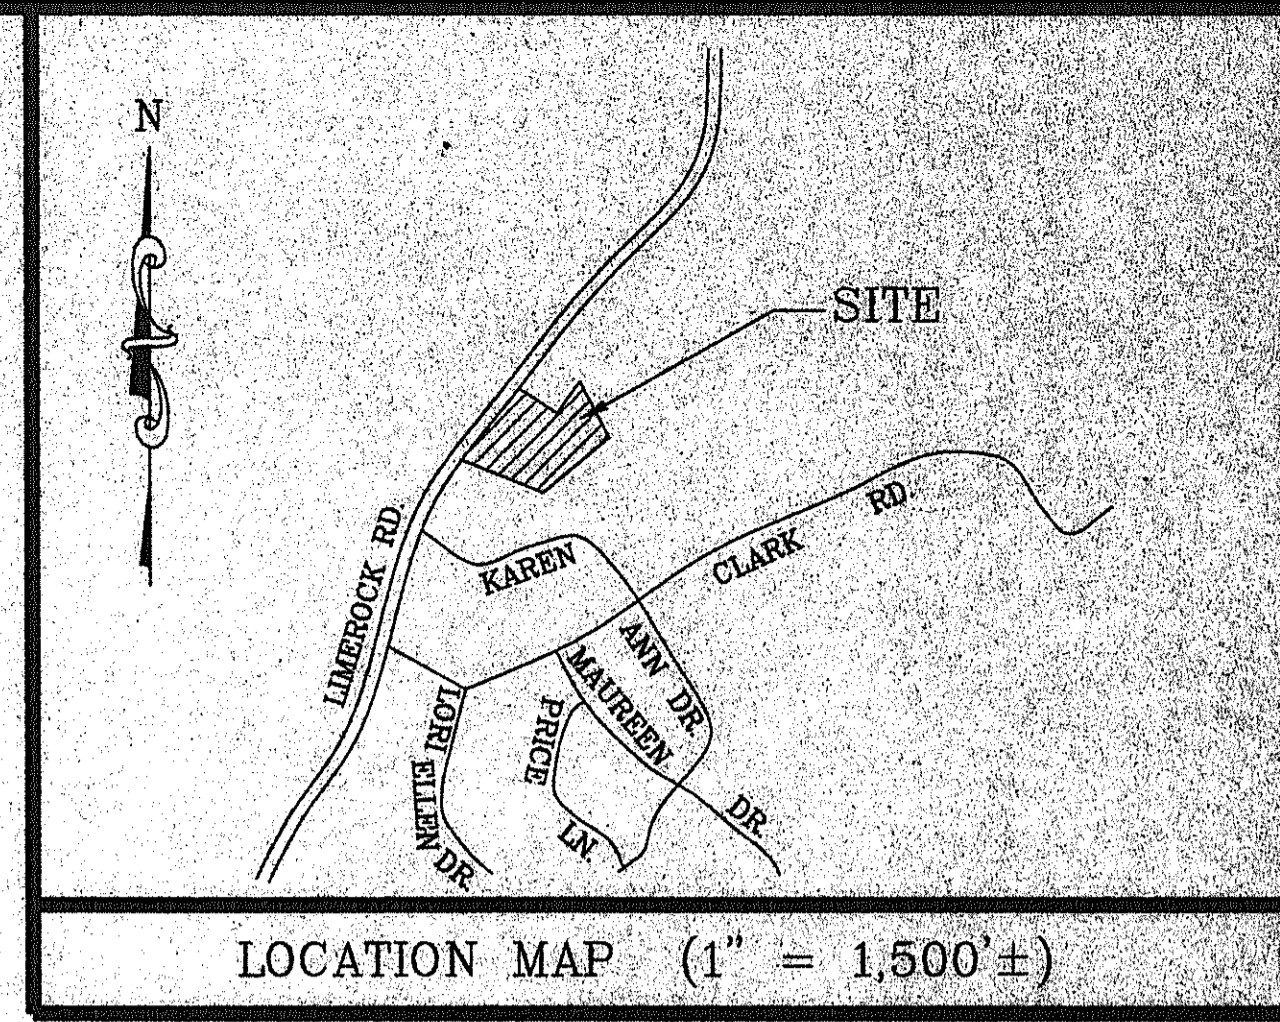 N
SITE
LIMEROCK RD.
KAREN
ANN DR.
CLARK RD.
MAUREEN DR.
LORI ELLEN DR.
PRICE LN.
LOCATION MAP (1" = 1,500'±)